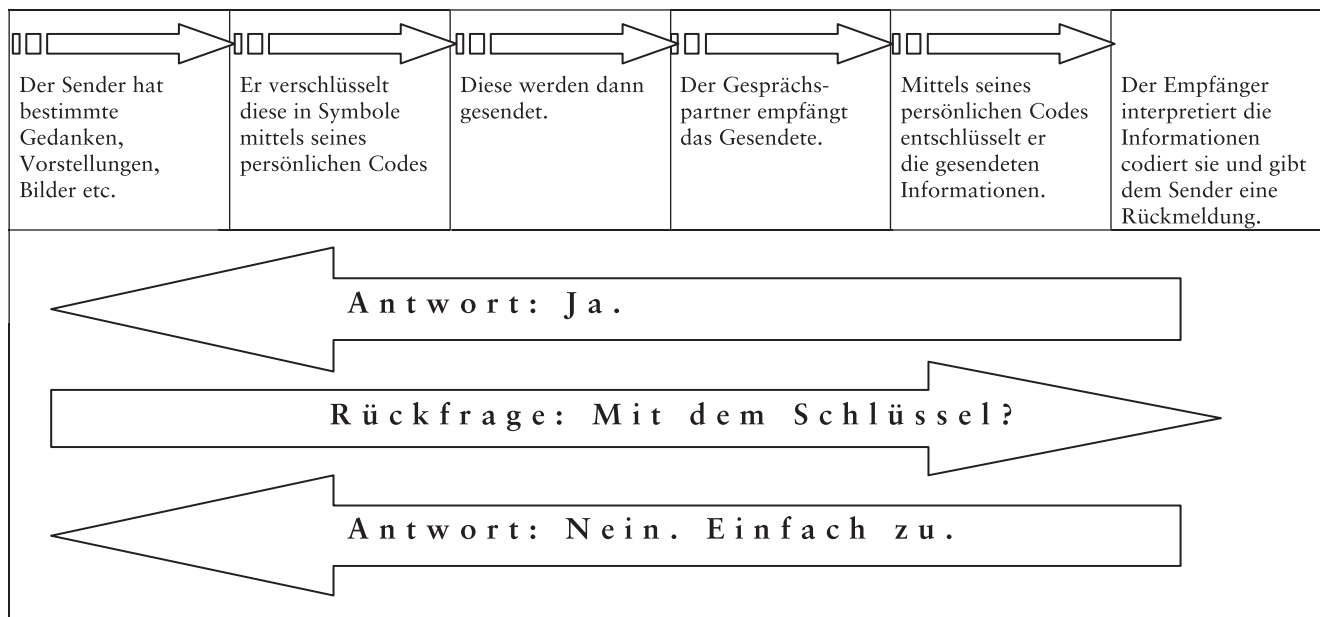 Der Sender hat
bestimmte
Gedanken,
Vorstellungen,
Bilder etc.
Er verschlüsselt
diese in Symbole
mittels seines
persönlichen Codes
Diese werden dann
gesendet.
Der Gesprächs-
partner empfängt
das Gesendete.
Mittels seines
persönlichen Codes
entschlüsselt er
die gesendeten
Informationen.
Der Empfänger
interpretiert die
Informationen
codiert sie und gibt
dem Sender eine
Rückmeldung.
Antwort: Ja.
Rückfrage: Mit dem Schlüssel?
Antwort: Nein. Einfach zu.